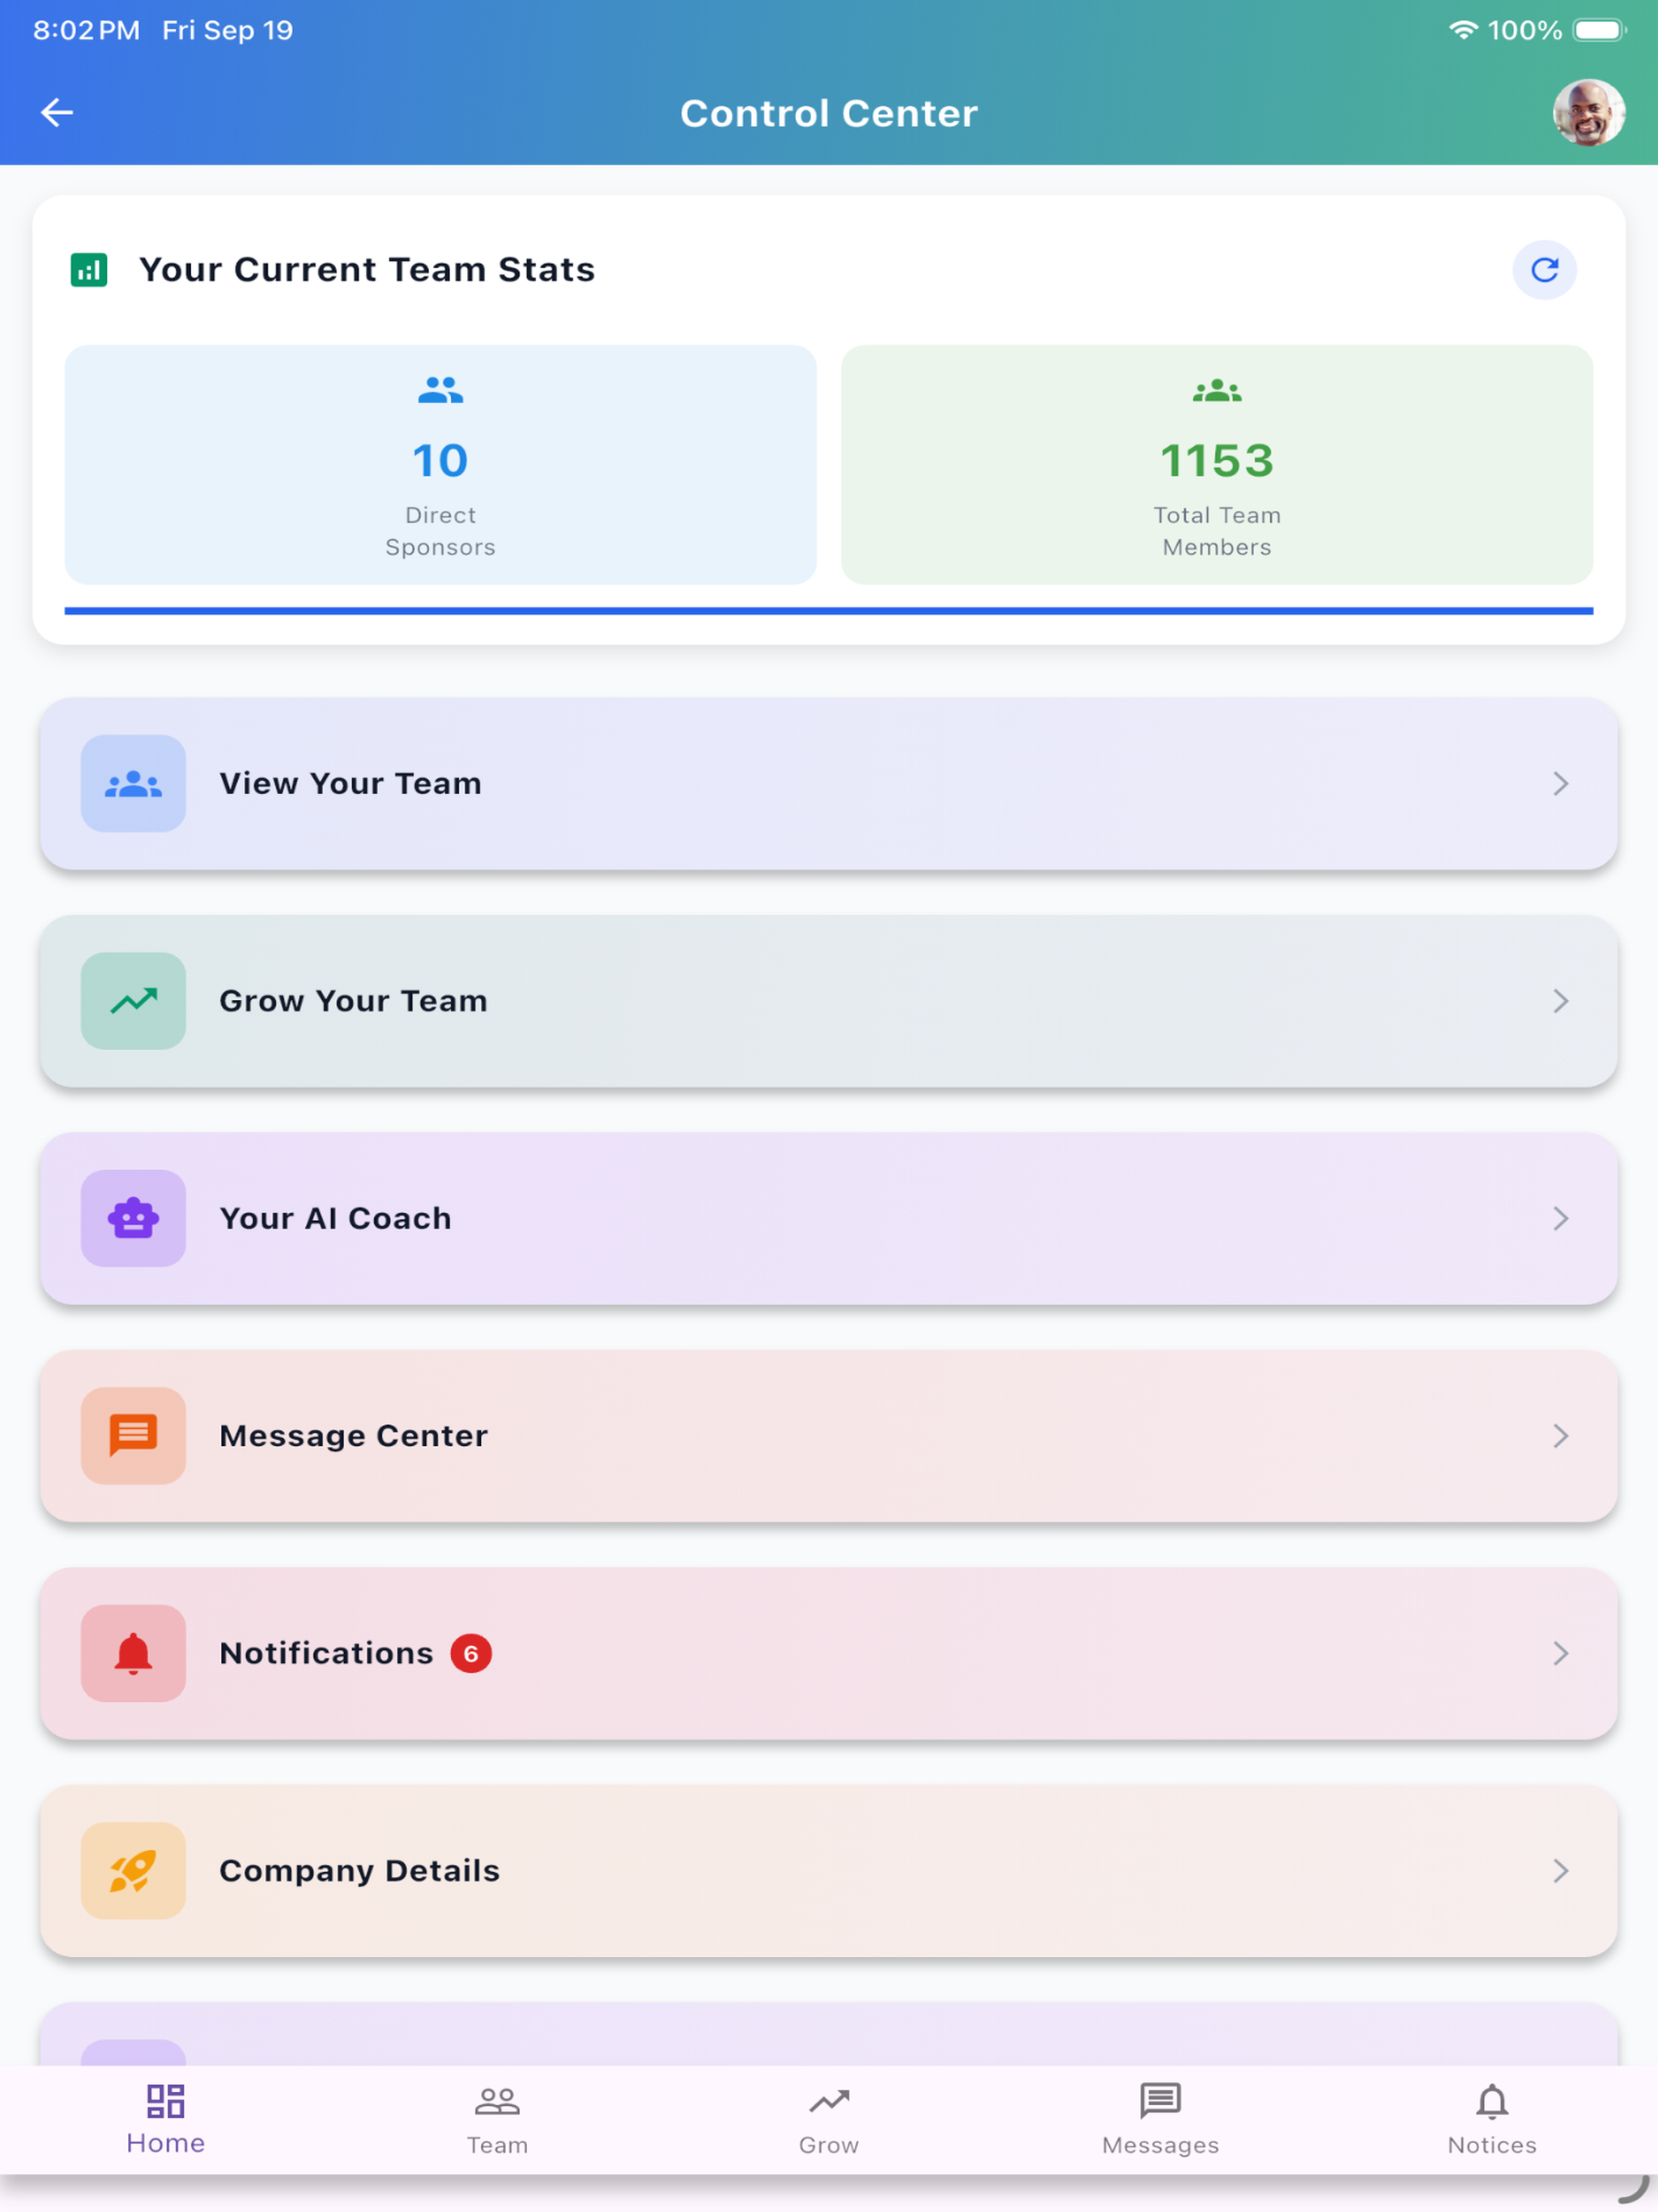 8:02 PM Fri Sep 19
100%
Control Center
Your Current Team Stats
10
Direct
Sponsors
1153
Total Team
Members
View Your Team
Grow Your Team
Your AI Coach
Message Center
Notifications 6
Company Details
Home
Team
Grow
Messages
Notices